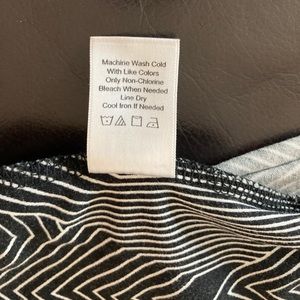 Machine Wash Cold
With Like Colors
Only Non-Chlorine
Bleach When Needed
Line Dry
Cool Iron If Needed